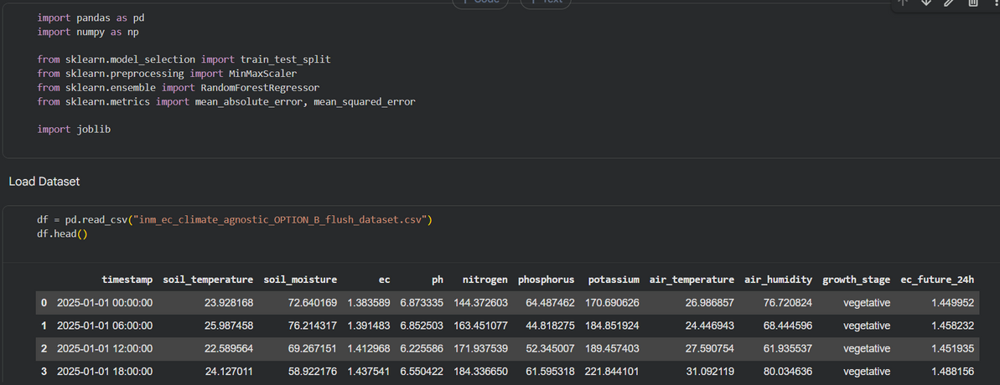 + Code + Text
import pandas as pd
import numpy as np
from sklearn.model_selection import train_test_split
from sklearn.preprocessing import MinMaxScaler
from sklearn.ensemble import RandomForestRegressor
from sklearn.metrics import mean_absolute_error, mean_squared_error
import joblib
Load Dataset
df = pd.read_csv("inm_ec_climate_agnostic_OPTION_B_flush_dataset.csv")
df.head()
timestamp soil_temperature soil_moisture ec ph nitrogen phosphorus potassium air_temperature air_humidity growth_stage ec_future_24h
0 2025-01-01 00:00:00 23.928168 72.640169 1.383589 6.873335 144.372603 64.487462 170.690626 26.986857 76.720824 vegetative 1.449952
1 2025-01-01 06:00:00 25.987458 76.214317 1.391483 6.852503 163.451077 44.818275 184.851924 24.446943 68.444596 vegetative 1.458232
2 2025-01-01 12:00:00 22.589564 69.267151 1.412968 6.225586 171.937539 52.345007 189.457403 27.590754 61.935537 vegetative 1.451935
3 2025-01-01 18:00:00 24.127011 58.922176 1.437541 6.550422 184.336650 61.595318 221.844101 31.092119 80.034636 vegetative 1.488156